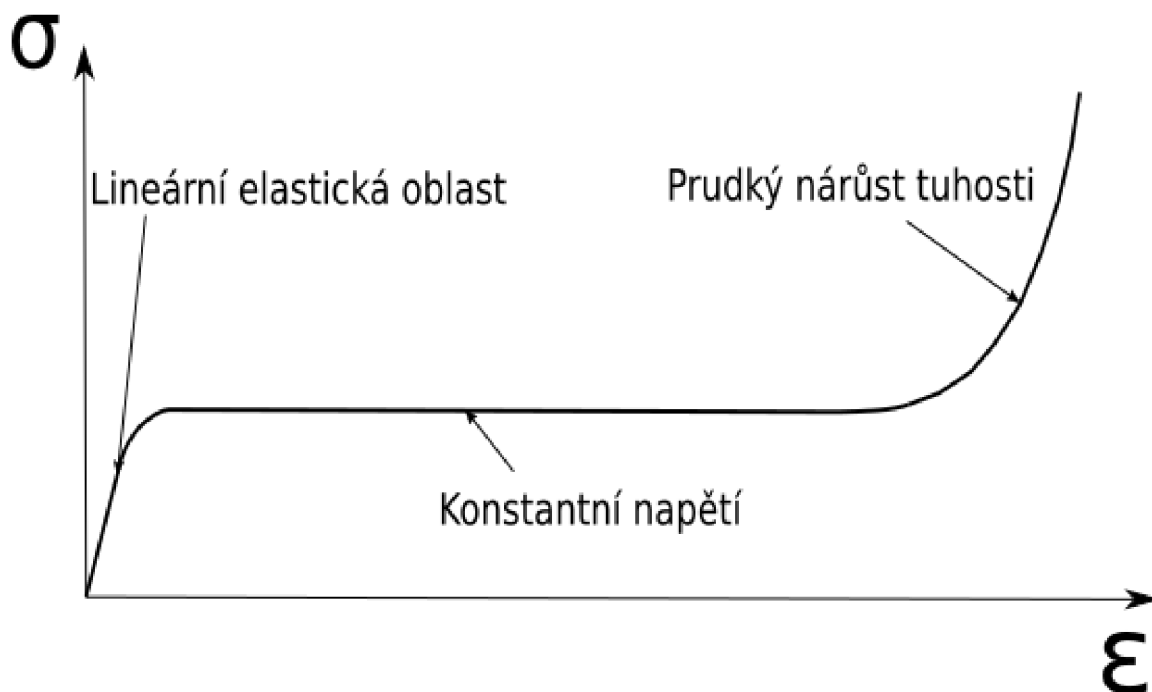 σ
Lineární elastická oblast
Prudký nárůst tuhosti
Konstantní napětí
ε